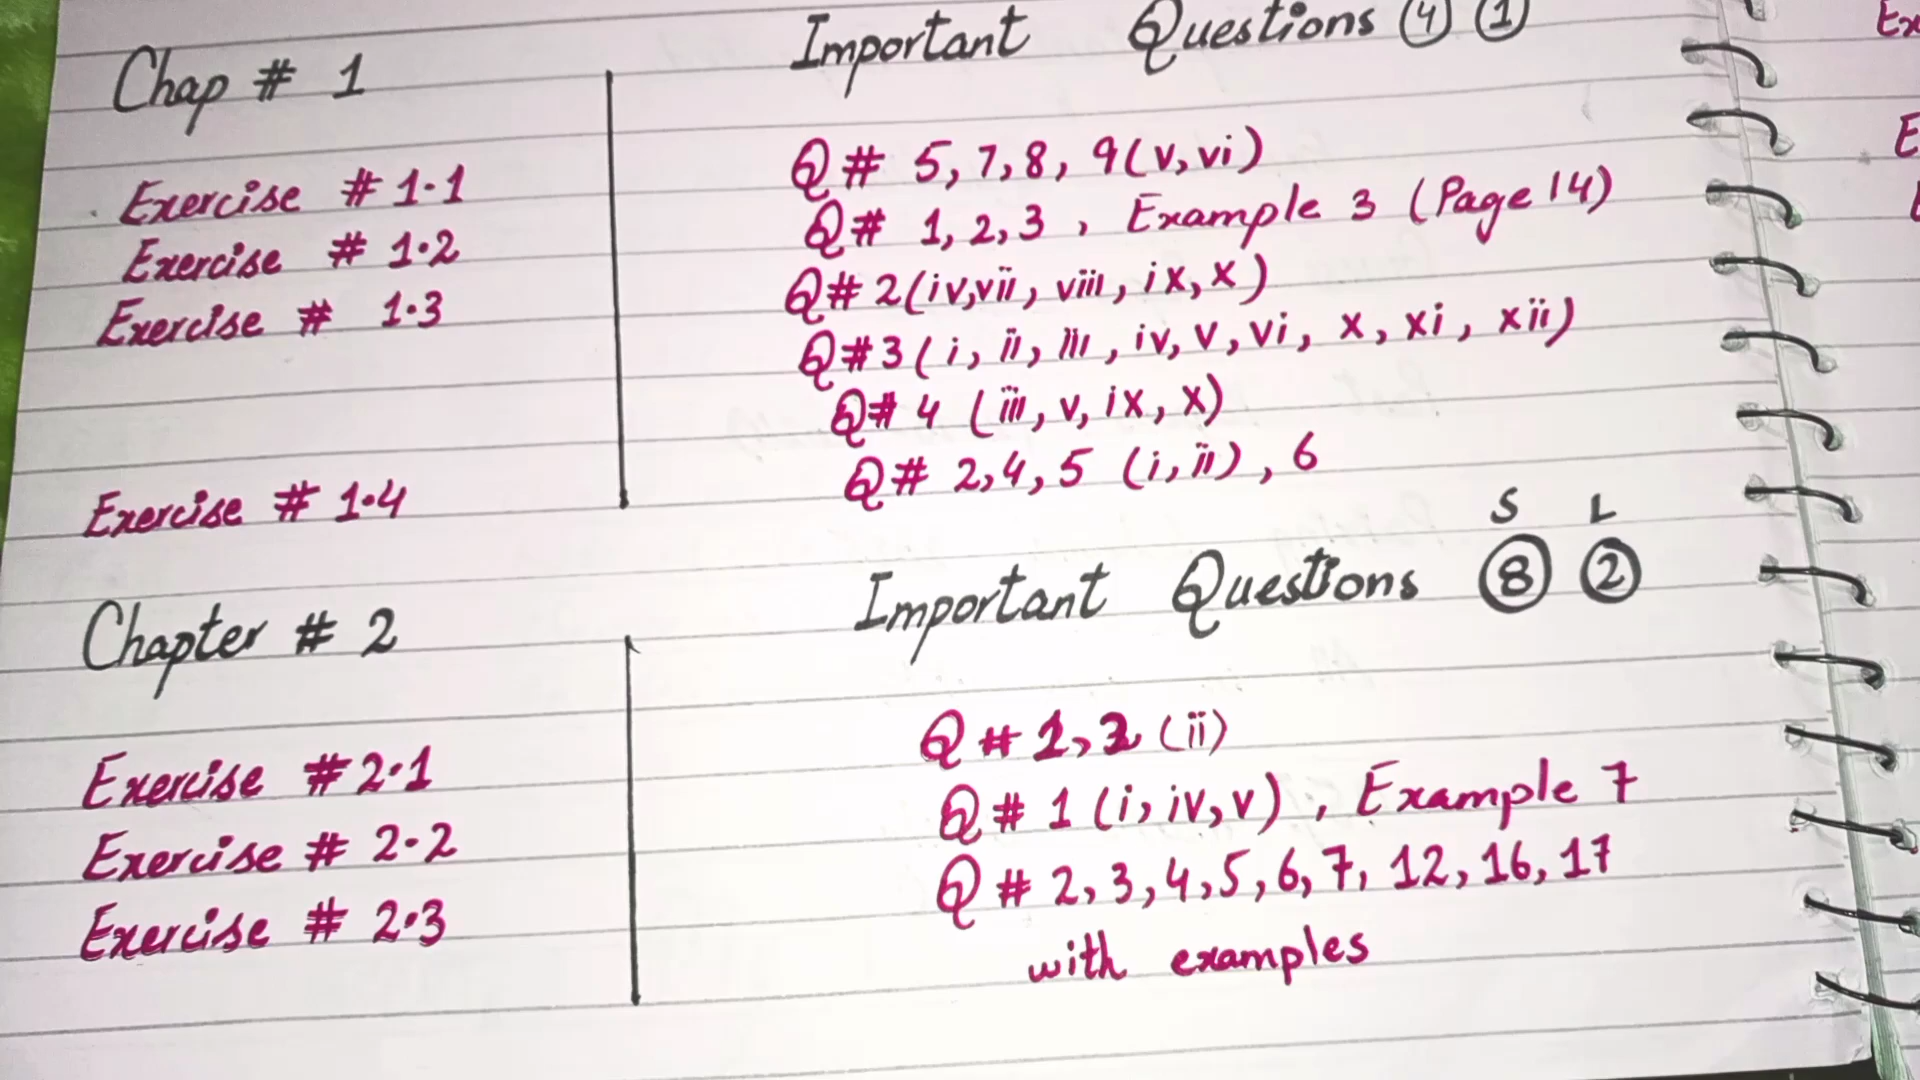 Chap # 1 Important Questions 4 1
Exercise # 1.1 Q # 5, 7, 8, 9(v, vi)
Exercise # 1.2 Q# 1, 2, 3, Example 3 (Page 14)
Exercise # 1.3 Q# 2(iv, vii, viii, ix, x)
Q#3 (i, ii, iii, iv, v, vi, x, xi, xii)
Q# 4 (iii, v, ix, x)
Exercise # 1.4 Q# 2, 4, 5 (i, ii), 6
S L
Chapter # 2 Important Questions 8 2
Exercise #2.1 Q # 1, 2 (ii)
Exercise # 2.2 Q # 1 (i, iv, v), Example 7
Exercise # 2.3 Q # 2, 3, 4, 5, 6, 7, 12, 16, 17
with examples
Ex
E